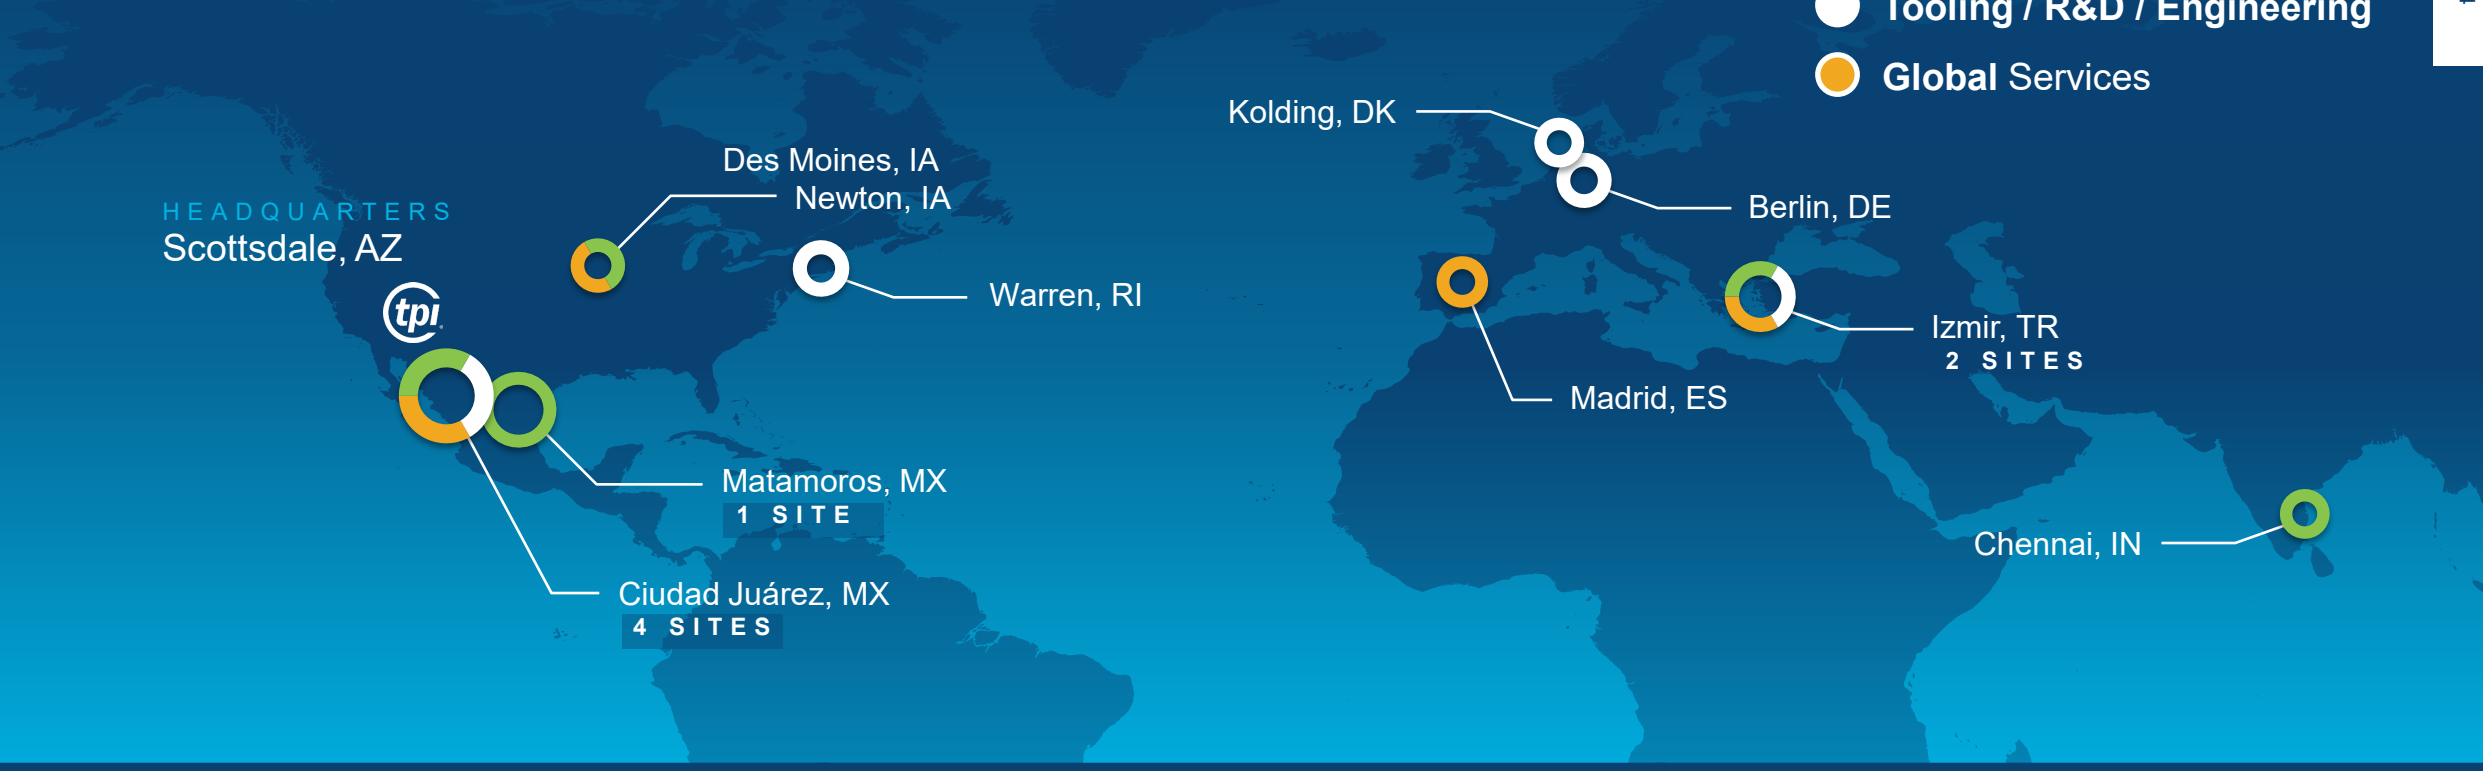 Tooling / R&D / Engineering
Global Services
Kolding, DK
Des Moines, IA
Newton, IA
HEADQUARTERS
Scottsdale, AZ
Berlin, DE
tpi
Warren, RI
Izmir, TR
2 SITES
Madrid, ES
Matamoros, MX
1 SITE
Chennai, IN
Ciudad Juárez, MX
4 SITES